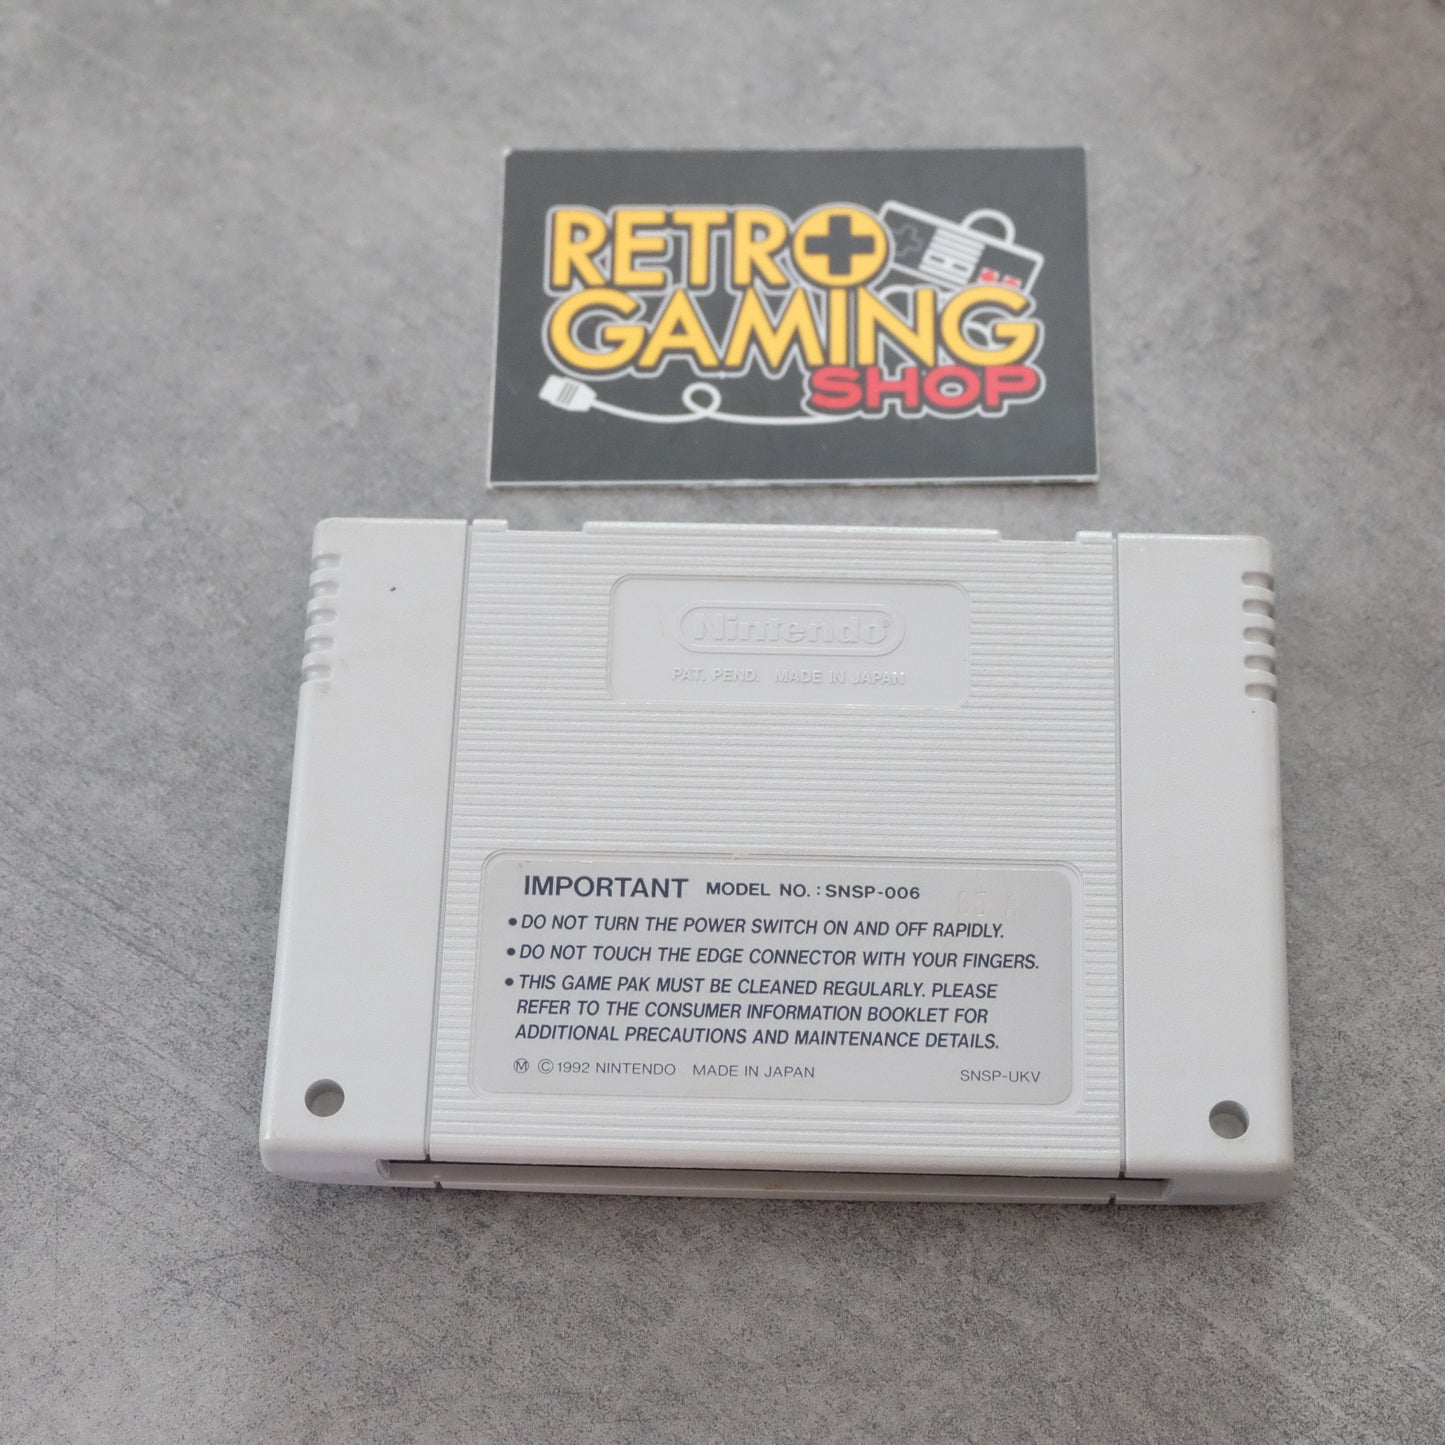 RETRO
GAMING
SHOP
Nintendo®
PAT. PEND. MADE IN JAPAN
IMPORTANT MODEL NO. : SNSP-006
• DO NOT TURN THE POWER SWITCH ON AND OFF RAPIDLY.
• DO NOT TOUCH THE EDGE CONNECTOR WITH YOUR FINGERS.
• THIS GAME PAK MUST BE CLEANED REGULARLY. PLEASE
REFER TO THE CONSUMER INFORMATION BOOKLET FOR
ADDITIONAL PRECAUTIONS AND MAINTENANCE DETAILS.
Ⓜ ©1992 NINTENDO MADE IN JAPAN SNSP-UKV